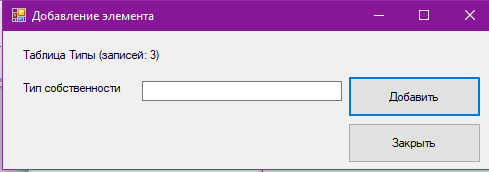 Добавление элемента
Таблица Типы (записей: 3)
Тип собственности
Добавить
Закрыть